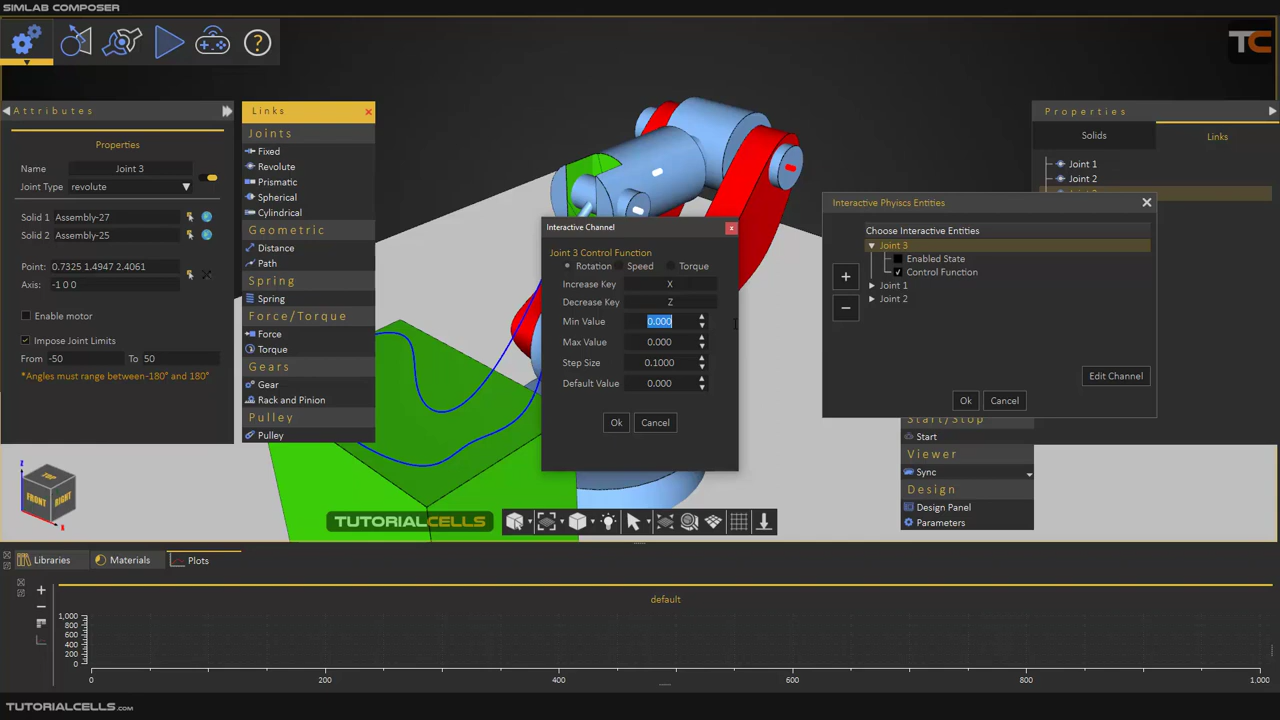 SIMLAB COMPOSER
TC
Attributes
Properties
Name Joint 3
Joint Type revolute
Solid 1 Assembly-27
Solid 2 Assembly-25
Point: 0.7325 1.4947 2.4061
Axis: -1 0 0
Enable motor
Impose Joint Limits
From -50 To 50
*Angles must range between-180° and 180°
Links
Joints
Fixed
Revolute
Prismatic
Spherical
Cylindrical
Geometric
Distance
Path
Spring
Spring
Force/Torque
Force
Torque
Gears
Gear
Rack and Pinion
Pulley
Pulley
Interactive Channel
Joint 3 Control Function
Rotation Speed Torque
Increase Key X
Decrease Key Z
Min Value 0.000
Max Value 0.000
Step Size 0.1000
Default Value 0.000
Ok Cancel
Properties
Solids Links
Joint 1
Joint 2
Interactive Phyiscs Entities
Choose Interactive Entities
Joint 3
Enabled State
Control Function
Joint 1
Joint 2
Edit Channel
Ok Cancel
Start/Stop
Start
Viewer
Sync
Design
Design Panel
Parameters
TOP
FRONT
RIGHT
z
x
TUTORIALCELLS
Libraries Materials Plots
default
1,000
800
600
400
200
0
0 200 400 600 800 1,000
TUTORIALCELLS.com